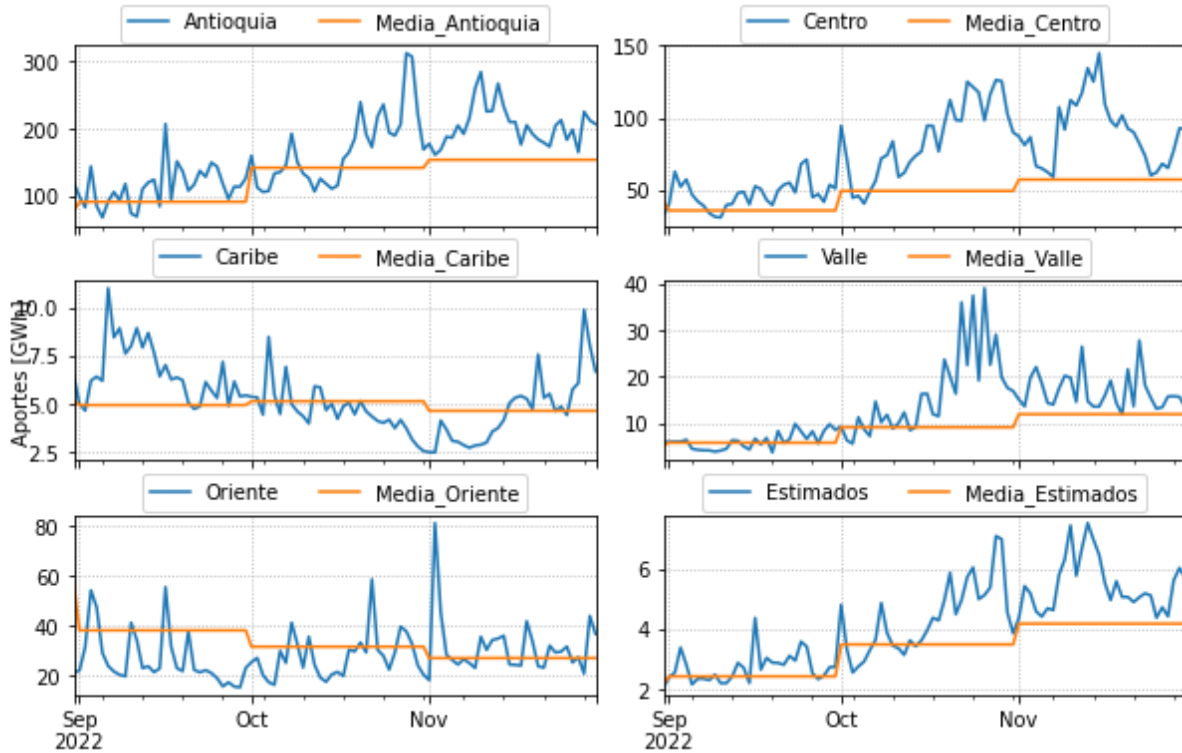 Antioquia Media_Antioquia
Centro Media_Centro
300
200
100
150
100
50
Caribe Media_Caribe
Valle Media_Valle
Aportes [GWh]
10.0
7.5
5.0
2.5
40
30
20
10
Oriente Media_Oriente
Estimados Media_Estimados
80
60
40
20
6
4
2
Sep Oct Nov
2022
Sep Oct Nov
2022